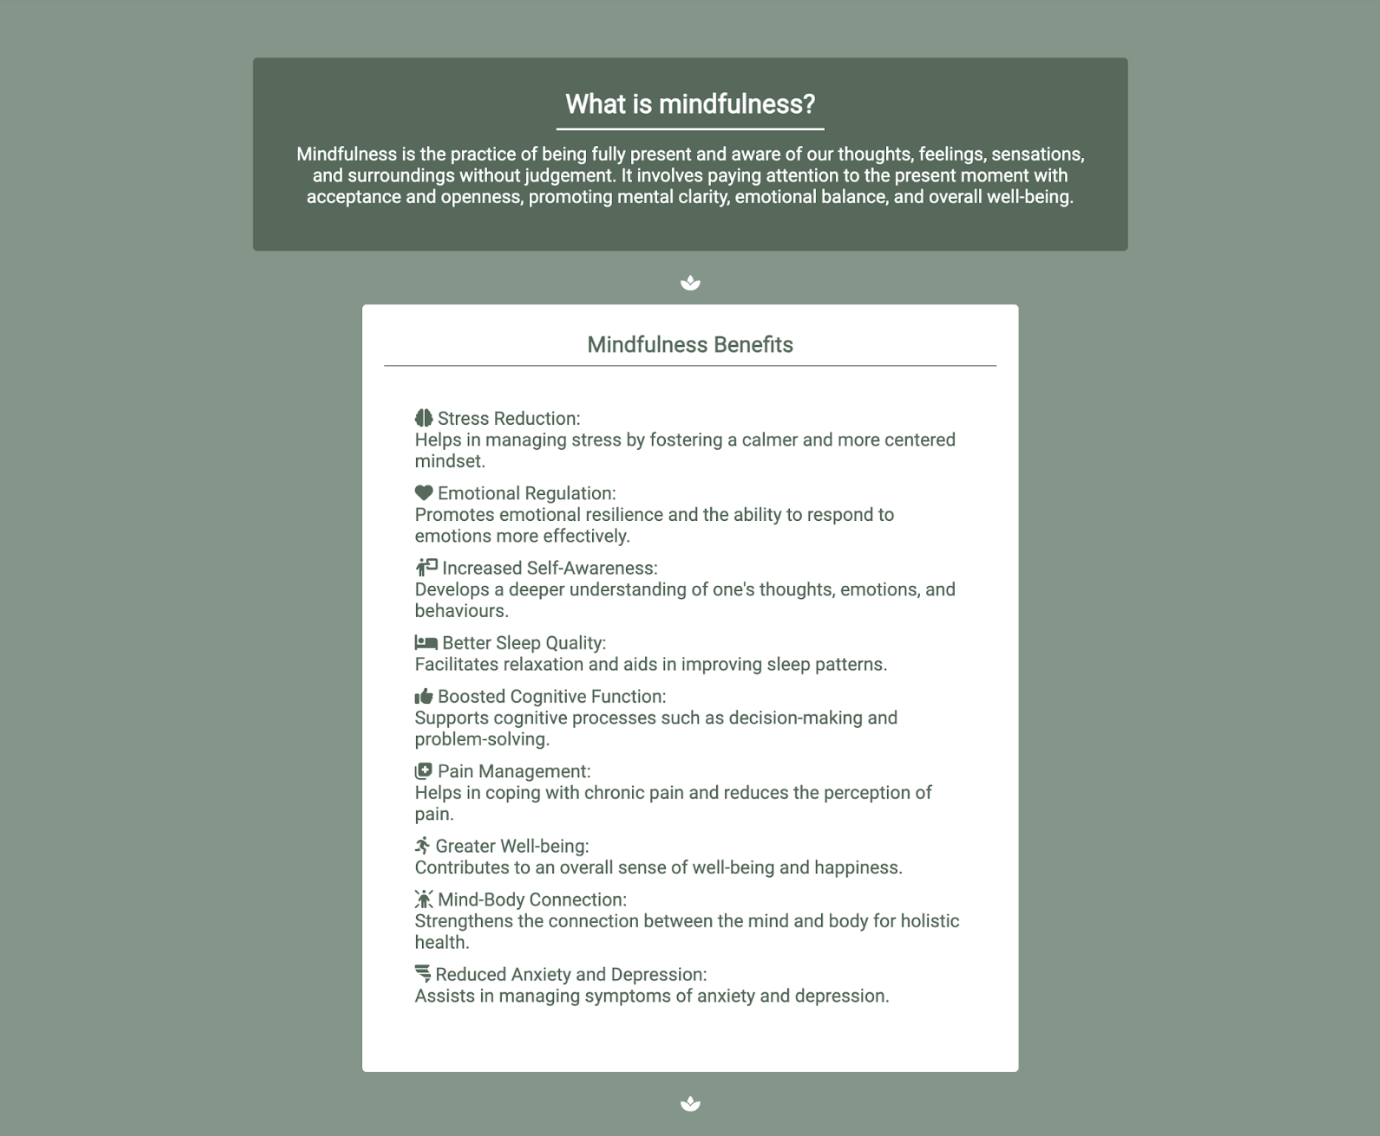 What is mindfulness?
Mindfulness is the practice of being fully present and aware of our thoughts, feelings, sensations,
and surroundings without judgement. It involves paying attention to the present moment with
acceptance and openness, promoting mental clarity, emotional balance, and overall well-being.
Mindfulness Benefits
Stress Reduction:
Helps in managing stress by fostering a calmer and more centered
mindset.
Emotional Regulation:
Promotes emotional resilience and the ability to respond to
emotions more effectively.
Increased Self-Awareness:
Develops a deeper understanding of one's thoughts, emotions, and
behaviours.
Better Sleep Quality:
Facilitates relaxation and aids in improving sleep patterns.
Boosted Cognitive Function:
Supports cognitive processes such as decision-making and
problem-solving.
Pain Management:
Helps in coping with chronic pain and reduces the perception of
pain.
Greater Well-being:
Contributes to an overall sense of well-being and happiness.
Mind-Body Connection:
Strengthens the connection between the mind and body for holistic
health.
Reduced Anxiety and Depression:
Assists in managing symptoms of anxiety and depression.